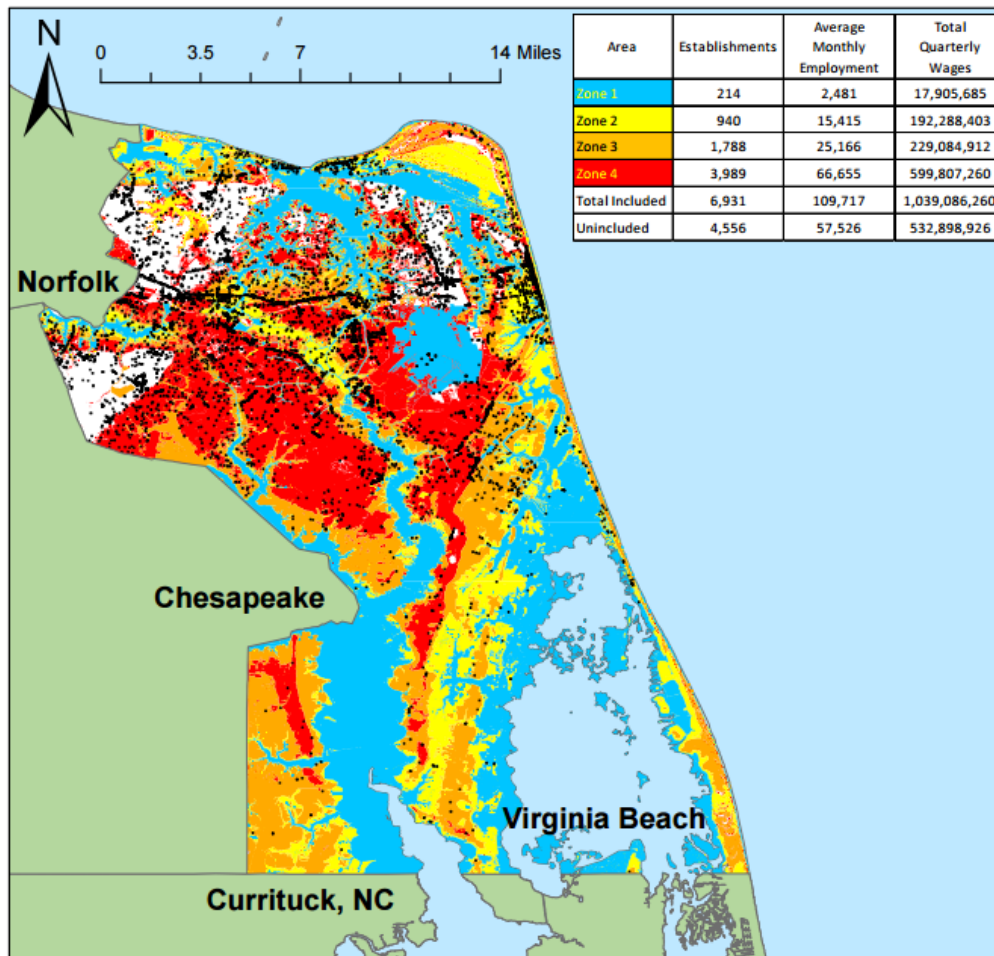 N
0 3.5 7 14 Miles
Area Establishments Average Monthly Employment Total Quarterly Wages
Zone 1 214 2,481 17,905,685
Zone 2 940 15,415 192,288,403
Zone 3 1,788 25,166 229,084,912
Zone 4 3,989 66,655 599,807,260
Total Included 6,931 109,717 1,039,086,260
Unincluded 4,556 57,526 532,898,926
Norfolk
Chesapeake
Virginia Beach
Currituck, NC